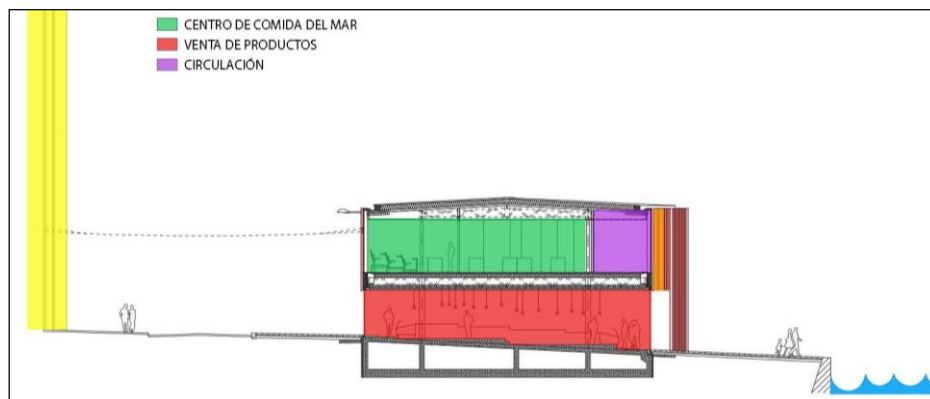 CENTRO DE COMIDA DEL MAR
VENTA DE PRODUCTOS
CIRCULACIÓN